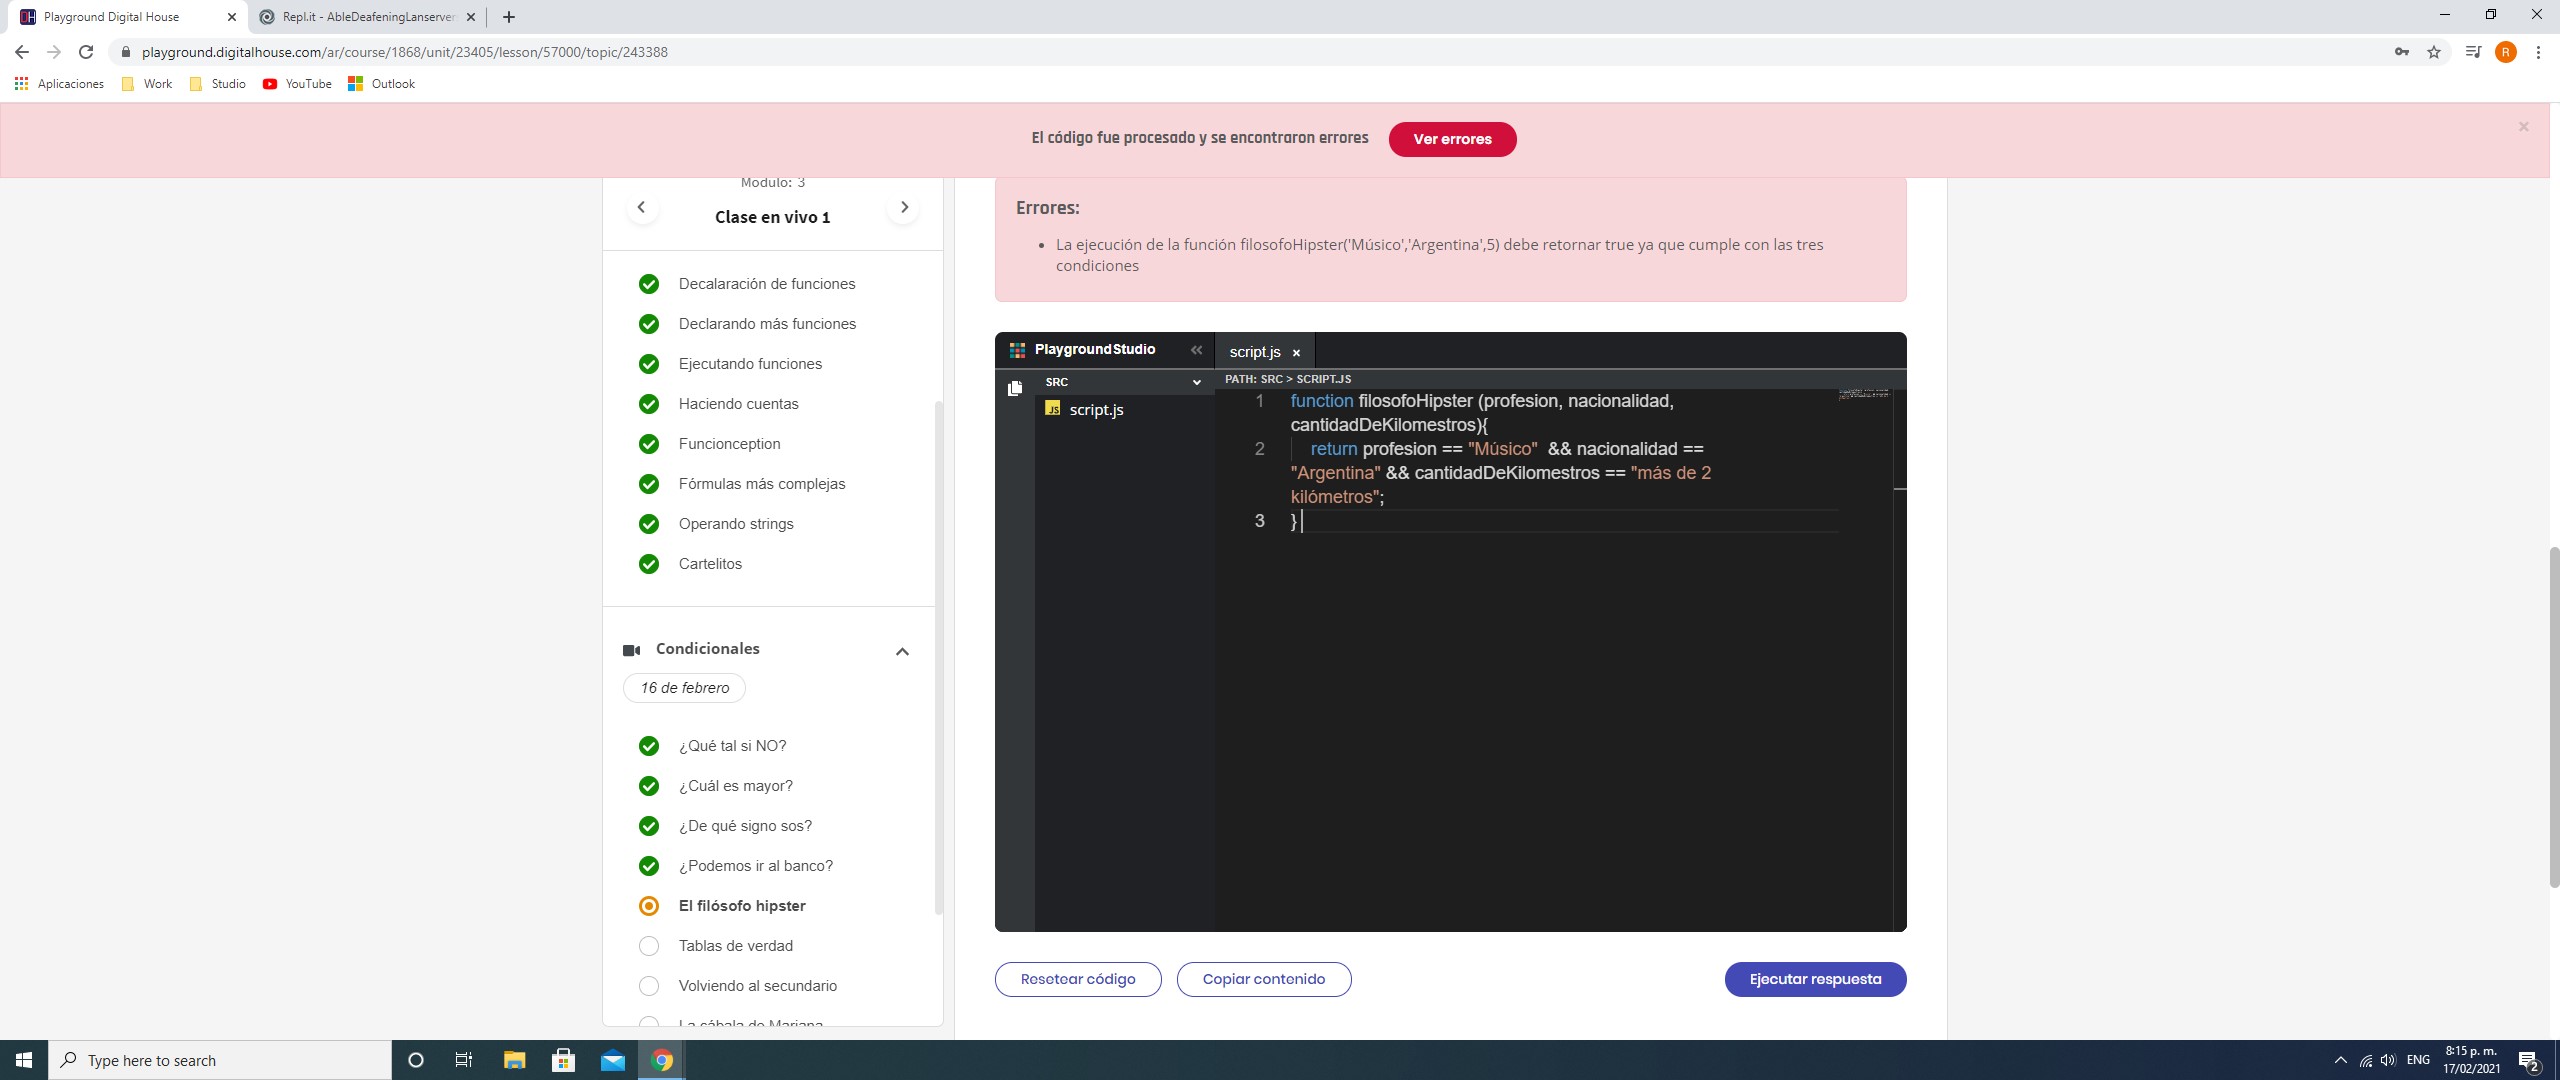 Playground Digital House
Repl.it - AbleDeafeningLanserver
playground.digitalhouse.com/ar/course/1868/unit/23405/lesson/57000/topic/243388
R
Aplicaciones
Work
Studio
YouTube
Outlook
El código fue procesado y se encontraron errores
Ver errores
Modulo: 3
Clase en vivo 1
Decalaración de funciones
Declarando más funciones
Ejecutando funciones
Haciendo cuentas
Funcionception
Fórmulas más complejas
Operando strings
Cartelitos
Condicionales
16 de febrero
¿Qué tal si NO?
¿Cuál es mayor?
¿De qué signo sos?
¿Podemos ir al banco?
El filósofo hipster
Tablas de verdad
Volviendo al secundario
La cábala de Mariana
Errores:
La ejecución de la función filosofoHipster('Músico','Argentina',5) debe retornar true ya que cumple con las tres
condiciones
PlaygroundStudio
script.js
SRC
JS script.js
PATH: SRC > SCRIPT.JS
1 function filosofoHipster (profesion, nacionalidad,
cantidadDeKilomestros){
2 return profesion == "Músico"  && nacionalidad ==
"Argentina" && cantidadDeKilomestros == "más de 2
kilómetros";
3 }
Resetear código
Copiar contenido
Ejecutar respuesta
Type here to search
ENG
8:15 p. m.
17/02/2021
2